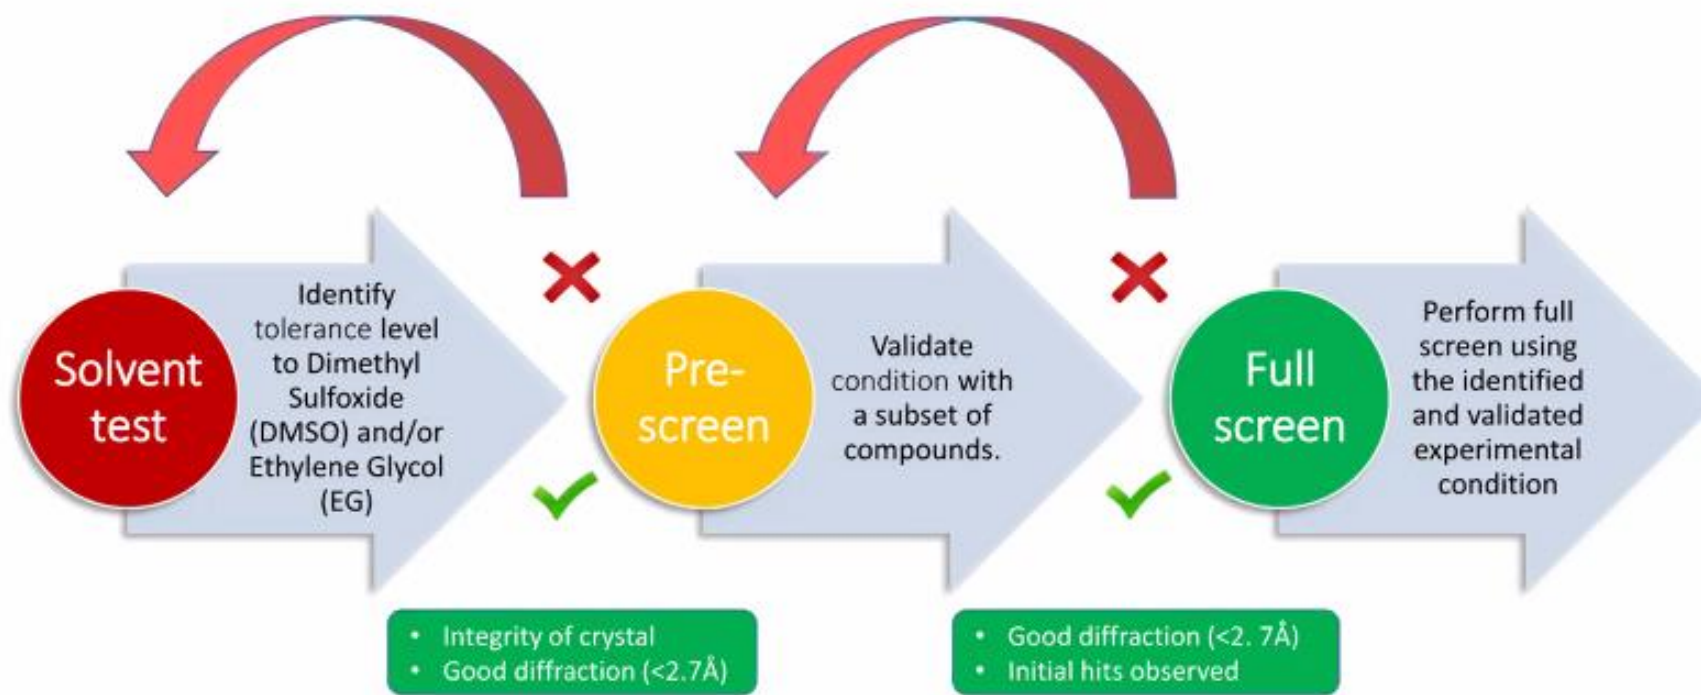 Solvent
test
Identify
tolerance level
to Dimethyl
Sulfoxide
(DMSO) and/or
Ethylene Glycol
(EG)
Pre-
screen
Validate
condition with
a subset of
compounds.
Full
screen
Perform full
screen using
the identified
and validated
experimental
condition
• Integrity of crystal
• Good diffraction (<2.7Å)
• Good diffraction (<2. 7Å)
• Initial hits observed